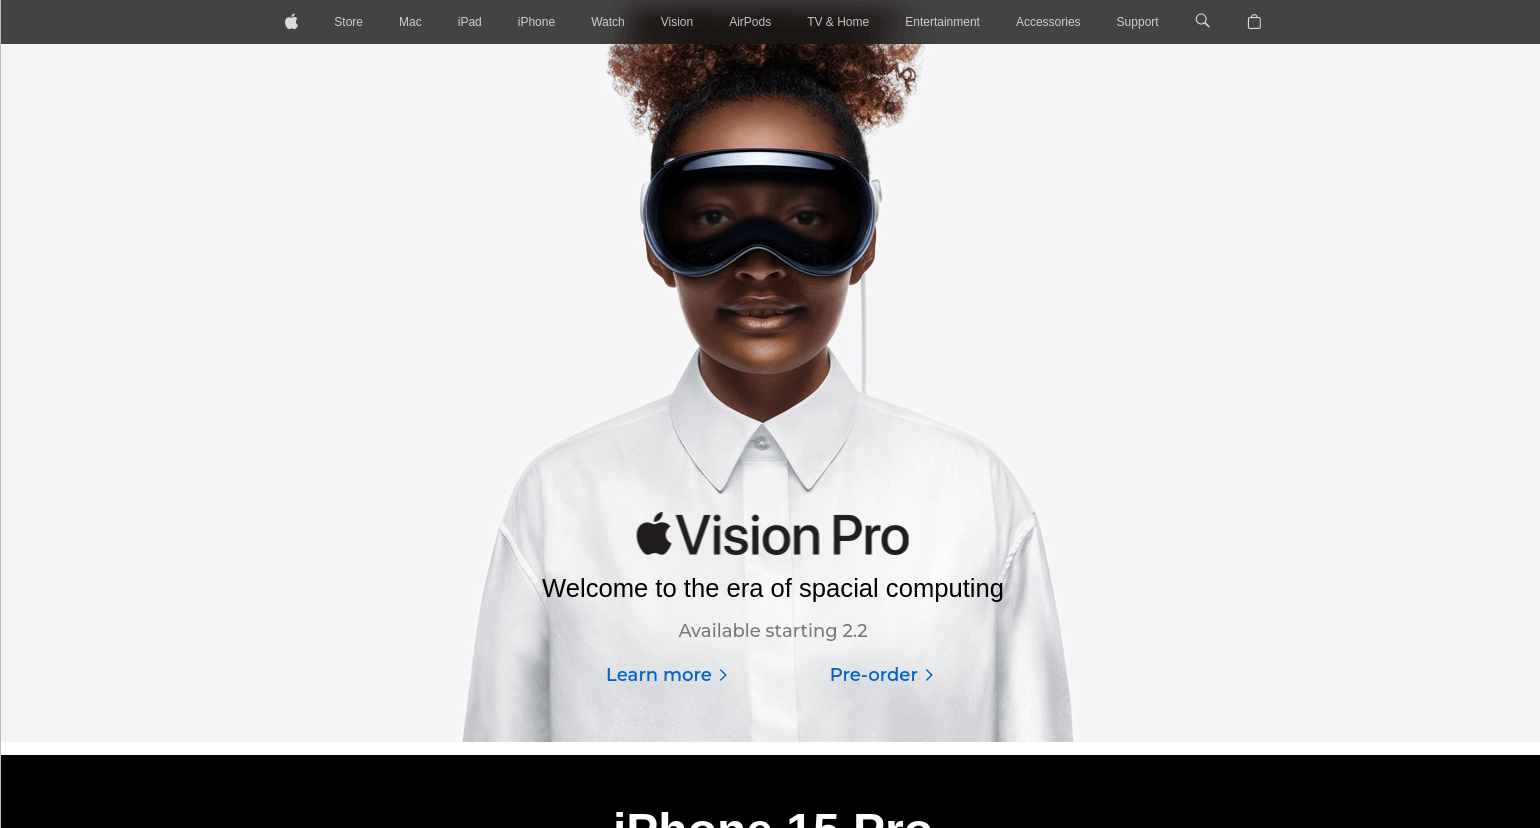 Store Mac iPad iPhone Watch Vision AirPods TV & Home Entertainment Accessories Support
Vision Pro
Welcome to the era of spacial computing
Available starting 2.2
Learn more Pre-order
iPhone 15 Pro